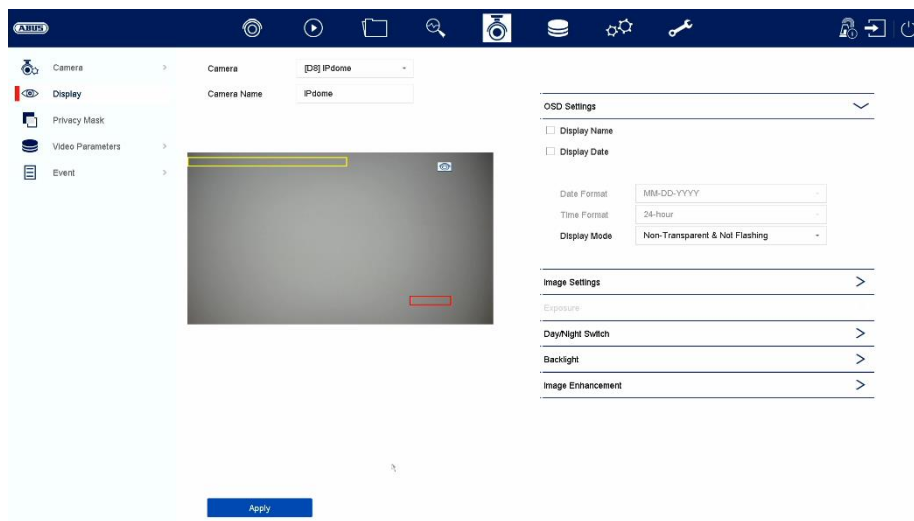 ABUS
Camera
Display
Privacy Mask
Video Parameters
Event
Camera
[D8] IPdome
Camera Name
IPdome
OSD Settings
Display Name
Display Date
Date Format
MM-DD-YYYY
Time Format
24-hour
Display Mode
Non-Transparent & Not Flashing
Image Settings
Exposure
Day/Night Switch
Backlight
Image Enhancement
Apply